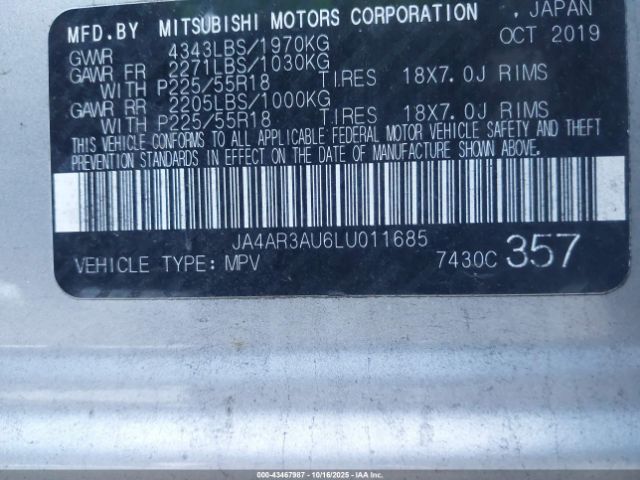 MFD.BY MITSUBISHI MOTORS CORPORATION , JAPAN
GVWR 4343LBS/1970KG OCT 2019
GAWR FR 2271LBS/1030KG
WITH P225/55R18 TIRES 18X7.0J RIMS
GAWR RR 2205LBS/1000KG
WITH P225/55R18 TIRES 18X7.0J RIMS
THIS VEHICLE CONFORMS TO ALL APPLICABLE FEDERAL MOTOR VEHICLE SAFETY AND THEFT
PREVENTION STANDARDS IN EFFECT ON THE DATE OF MANUFACTURE SHOWN ABOVE.
JA4AR3AU6LU011685
VEHICLE TYPE: MPV 7430C 357
000-43467987 - 10/16/2025 - IAAI.COM